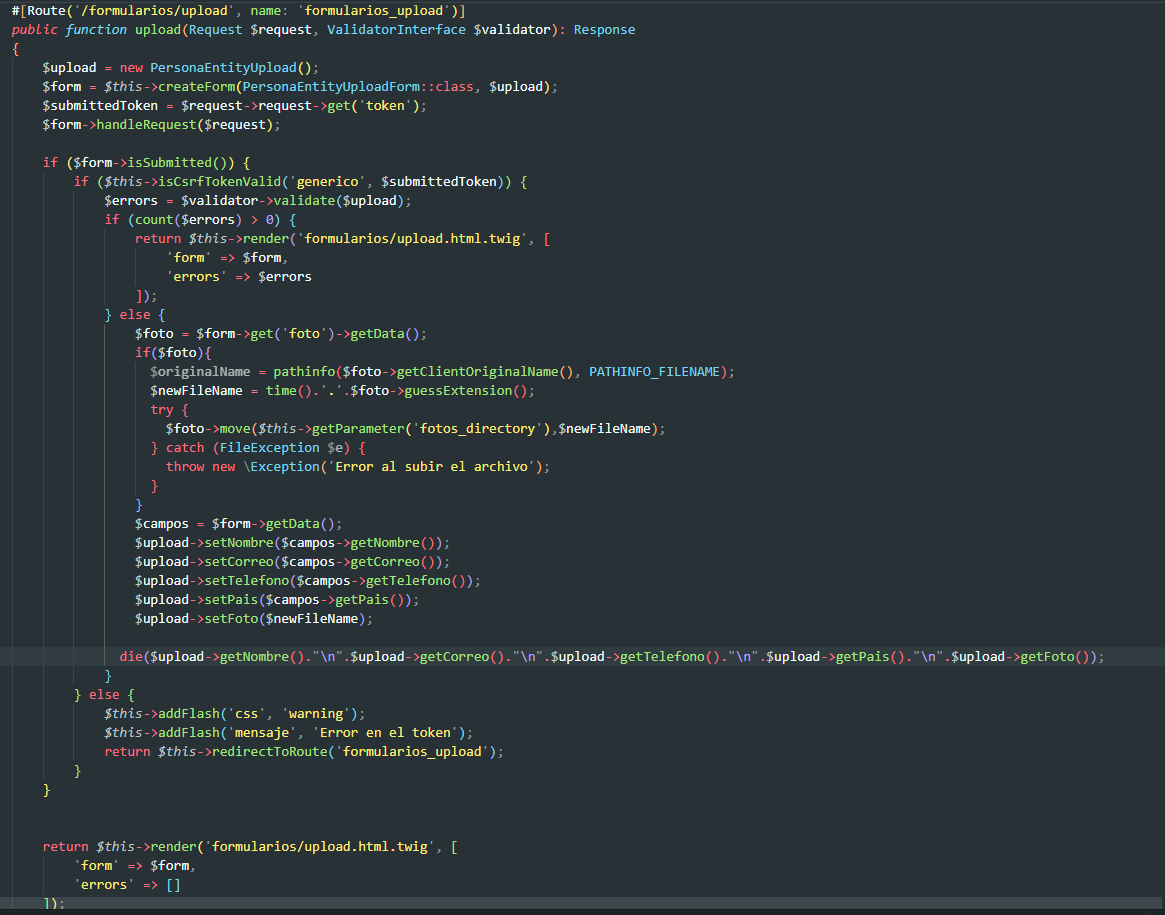 #[Route('/formularios/upload', name: 'formularios_upload')]
public function upload(Request $request, ValidatorInterface $validator): Response
{
    $upload = new PersonaEntityUpload();
    $form = $this->createForm(PersonaEntityUploadForm::class, $upload);
    $submittedToken = $request->request->get('token');
    $form->handleRequest($request);

    if ($form->isSubmitted()) {
        if ($this->isCsrfTokenValid('generico', $submittedToken)) {
            $errors = $validator->validate($upload);
            if (count($errors) > 0) {
                return $this->render('formularios/upload.html.twig', [
                    'form' => $form,
                    'errors' => $errors
                ]);
            } else {
                $foto = $form->get('foto')->getData();
                if($foto){
                  $originalName = pathinfo($foto->getClientOriginalName(), PATHINFO_FILENAME);
                  $newFileName = time().'.'.$foto->guessExtension();
                  try {
                    $foto->move($this->getParameter('fotos_directory'),$newFileName);
                  } catch (FileException $e) {
                    throw new \Exception('Error al subir el archivo');
                  }
                }
                $campos = $form->getData();
                $upload->setNombre($campos->getNombre());
                $upload->setCorreo($campos->getCorreo());
                $upload->setTelefono($campos->getTelefono());
                $upload->setPais($campos->getPais());
                $upload->setFoto($newFileName);

              die($upload->getNombre()."\n".$upload->getCorreo()."\n".$upload->getTelefono()."\n".$upload->getPais()."\n".$upload->getFoto());
            }
        } else {
            $this->addFlash('css', 'warning');
            $this->addFlash('mensaje', 'Error en el token');
            return $this->redirectToRoute('formularios_upload');
        }
    }


    return $this->render('formularios/upload.html.twig', [
        'form' => $form,
        'errors' => []
    ]);